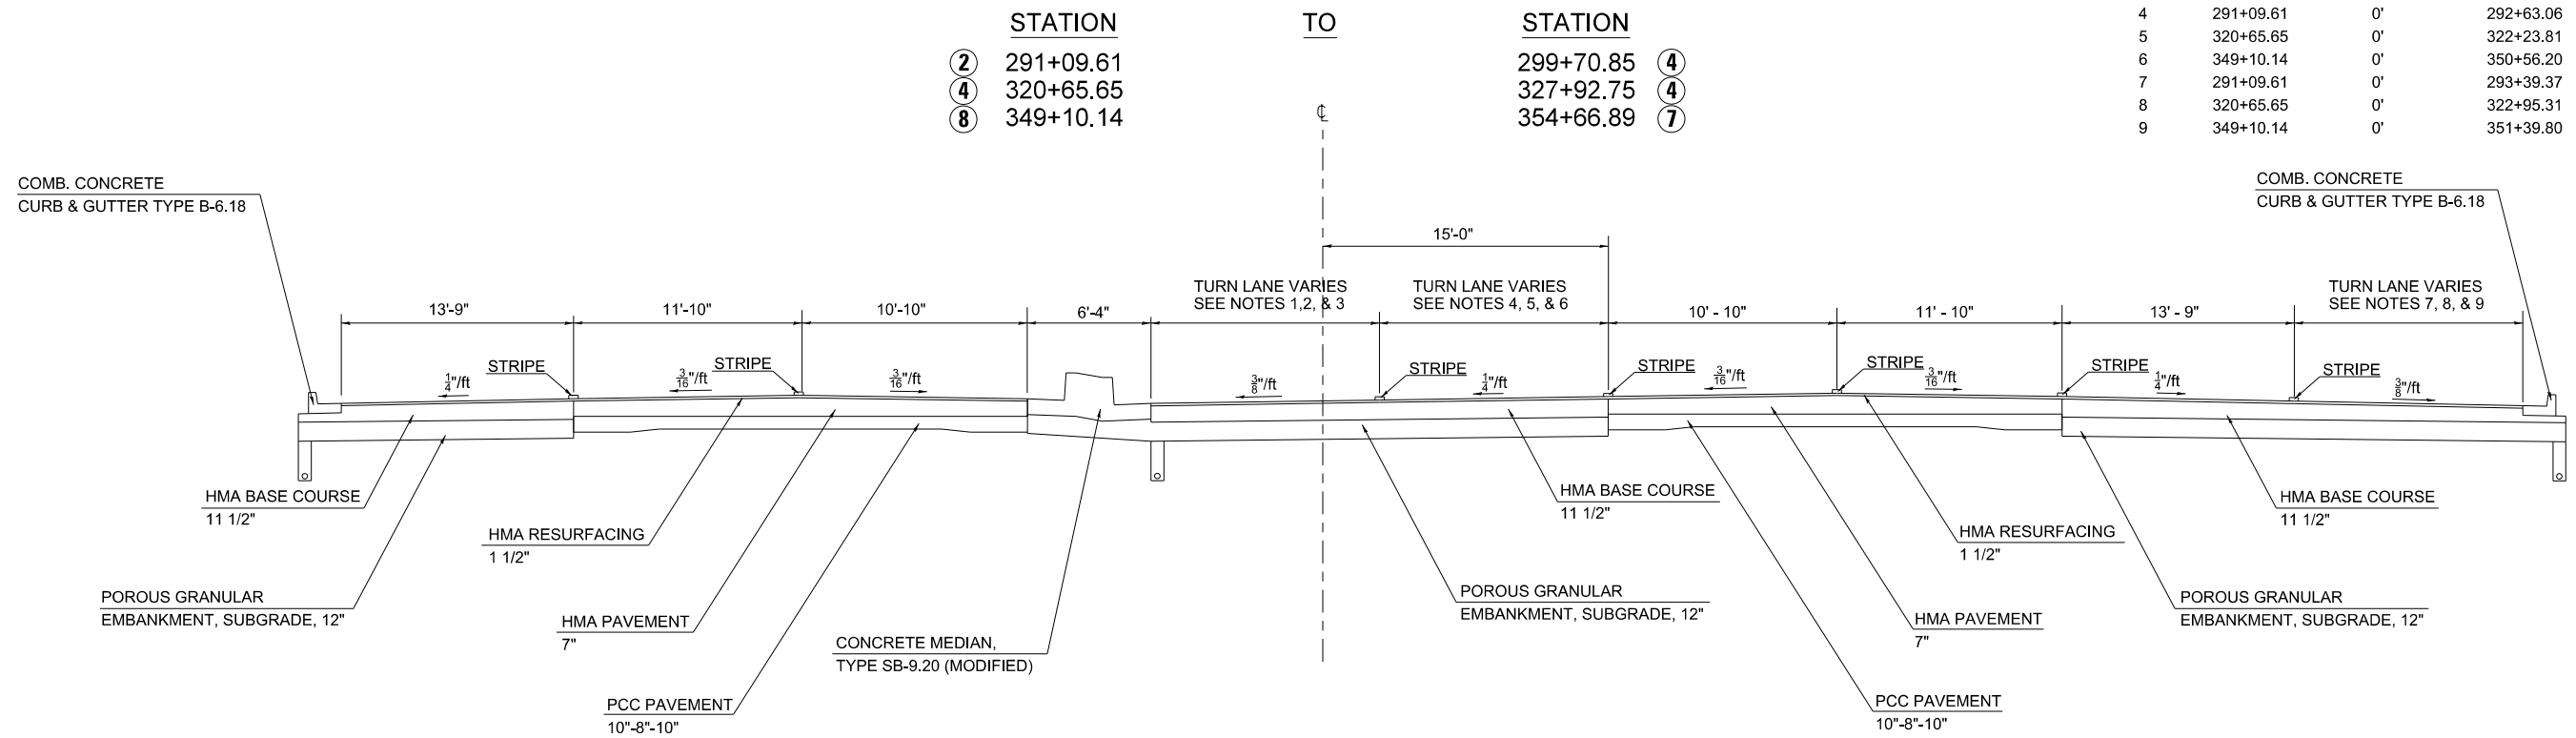 STATION TO STATION
2 291+09.61 299+70.85 4
4 320+65.65 327+92.75 4
8 349+10.14 354+66.89 7
4 291+09.61 0' 292+63.06
5 320+65.65 0' 322+23.81
6 349+10.14 0' 350+56.20
7 291+09.61 0' 293+39.37
8 320+65.65 0' 322+95.31
9 349+10.14 0' 351+39.80
℄
COMB. CONCRETE
CURB & GUTTER TYPE B-6.18
COMB. CONCRETE
CURB & GUTTER TYPE B-6.18
15'-0"
TURN LANE VARIES
SEE NOTES 1,2, & 3
TURN LANE VARIES
SEE NOTES 4, 5, & 6
TURN LANE VARIES
SEE NOTES 7, 8, & 9
13'-9" 11'-10" 10'-10" 6'-4" 10' - 10" 11' - 10" 13' - 9"
STRIPE STRIPE STRIPE STRIPE STRIPE STRIPE STRIPE
1/4"/ft 3/16"/ft 3/16"/ft 3/8"/ft 1/4"/ft 3/16"/ft 3/16"/ft 1/4"/ft 3/8"/ft
HMA BASE COURSE
11 1/2"
HMA RESURFACING
1 1/2"
POROUS GRANULAR
EMBANKMENT, SUBGRADE, 12"
HMA PAVEMENT
7"
PCC PAVEMENT
10"-8"-10"
CONCRETE MEDIAN,
TYPE SB-9.20 (MODIFIED)
HMA BASE COURSE
11 1/2"
POROUS GRANULAR
EMBANKMENT, SUBGRADE, 12"
HMA RESURFACING
1 1/2"
HMA PAVEMENT
7"
PCC PAVEMENT
10"-8"-10"
HMA BASE COURSE
11 1/2"
POROUS GRANULAR
EMBANKMENT, SUBGRADE, 12"